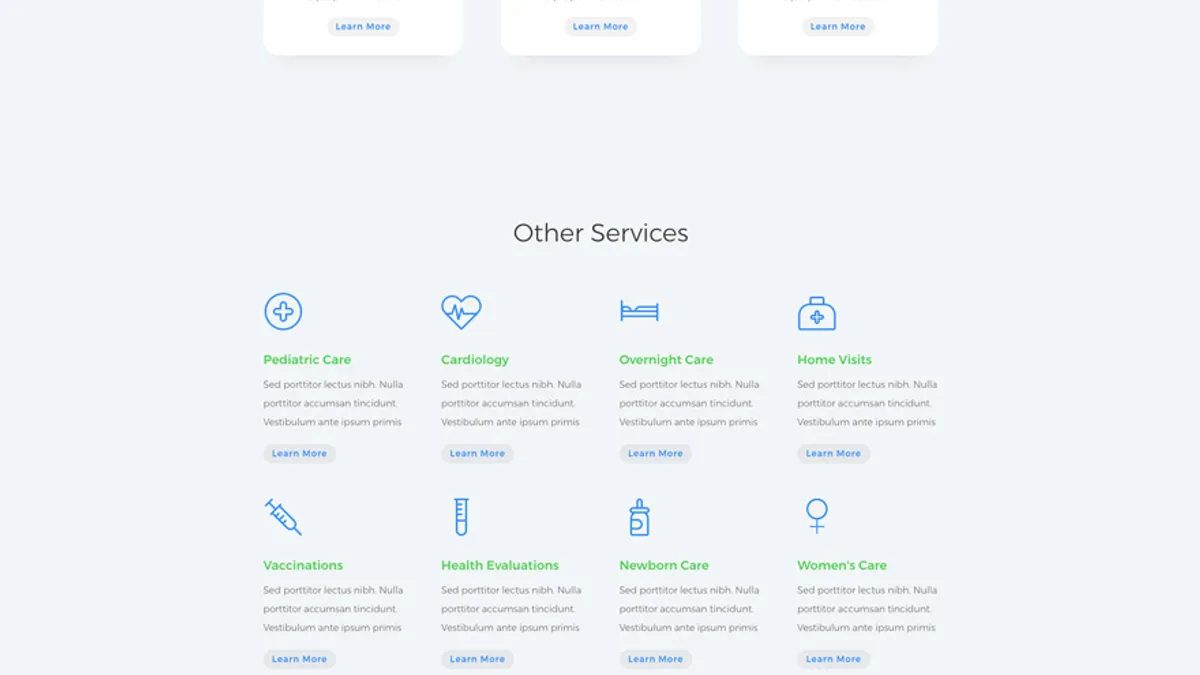 Learn More
Learn More
Learn More
Other Services
Pediatric Care
Sed porttitor lectus nibh. Nulla
porttitor accumsan tincidunt.
Vestibulum ante ipsum primis
Learn More
Cardiology
Sed porttitor lectus nibh. Nulla
porttitor accumsan tincidunt.
Vestibulum ante ipsum primis
Learn More
Overnight Care
Sed porttitor lectus nibh. Nulla
porttitor accumsan tincidunt.
Vestibulum ante ipsum primis
Learn More
Home Visits
Sed porttitor lectus nibh. Nulla
porttitor accumsan tincidunt.
Vestibulum ante ipsum primis
Learn More
Vaccinations
Sed porttitor lectus nibh. Nulla
porttitor accumsan tincidunt.
Vestibulum ante ipsum primis
Learn More
Health Evaluations
Sed porttitor lectus nibh. Nulla
porttitor accumsan tincidunt.
Vestibulum ante ipsum primis
Learn More
Newborn Care
Sed porttitor lectus nibh. Nulla
porttitor accumsan tincidunt.
Vestibulum ante ipsum primis
Learn More
Women's Care
Sed porttitor lectus nibh. Nulla
porttitor accumsan tincidunt.
Vestibulum ante ipsum primis
Learn More